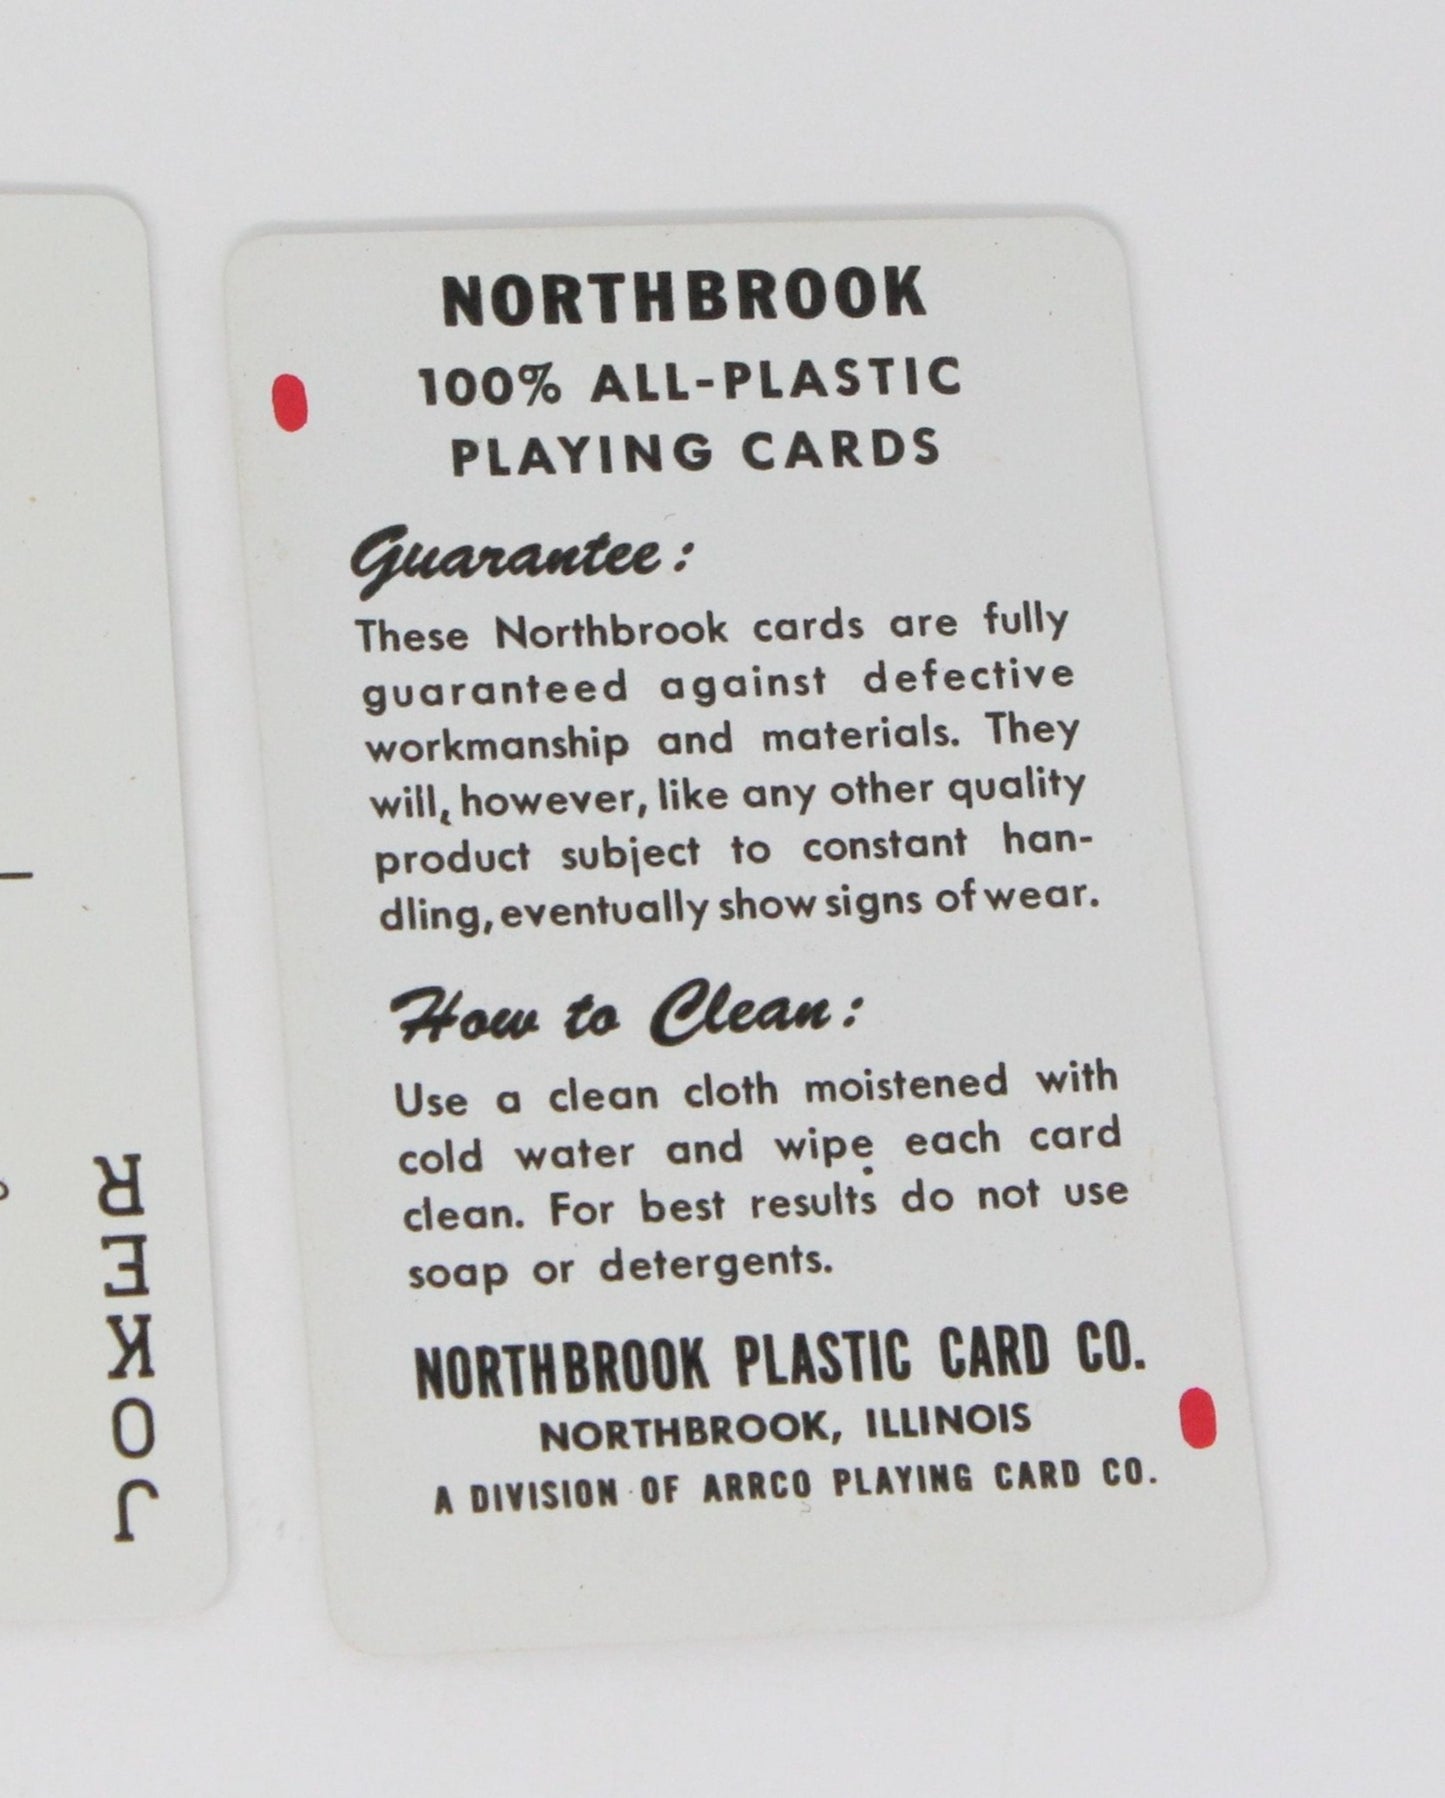 NORTHBROOK
100% ALL-PLASTIC
PLAYING CARDS
Guarantee:
These Northbrook cards are fully
guaranteed against defective
workmanship and materials. They
will, however, like any other quality
product subject to constant han-
dling, eventually show signs of wear.
How to Clean:
Use a clean cloth moistened with
cold water and wipe each card
clean. For best results do not use
soap or detergents.
NORTHBROOK PLASTIC CARD CO.
NORTHBROOK, ILLINOIS
A DIVISION OF ARRCO PLAYING CARD CO.
JOKER